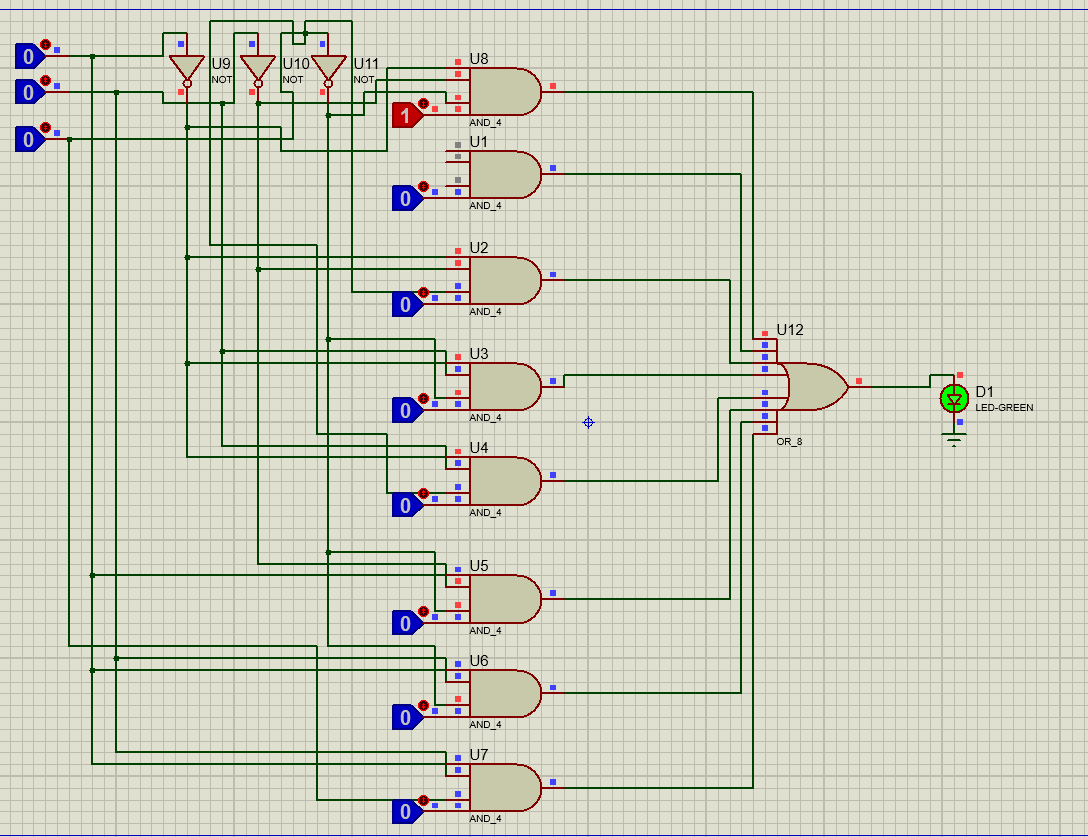 0
0
0
U9
NOT
U10
NOT
U11
NOT
U8
1
AND_4
U1
0
AND_4
U2
0
AND_4
U3
0
AND_4
U4
0
AND_4
U5
0
AND_4
U6
0
AND_4
U7
0
AND_4
U12
OR_8
D1
LED-GREEN